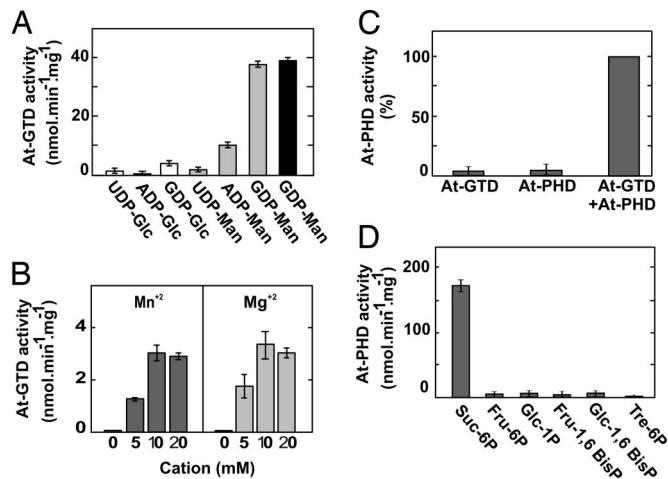 A
At-GTD activity
(nmol.min⁻¹.mg⁻¹)
40
20
0
UDP-Glc
ADP-Glc
GDP-Glc
UDP-Man
ADP-Man
GDP-Man
GDP-Man
B
At-GTD activity
(nmol.min⁻¹.mg⁻¹)
Mn⁺²
Mg⁺²
4
2
0
0 5 10 20 0 5 10 20
Cation (mM)
C
At-PHD activity
(%)
100
50
0
At-GTD
At-PHD
At-GTD
+At-PHD
D
At-PHD activity
(nmol.min⁻¹.mg⁻¹)
200
100
0
Suc-6P
Fru-6P
Glc-1P
Fru-1,6 BisP
Glc-1,6 BisP
Tre-6P